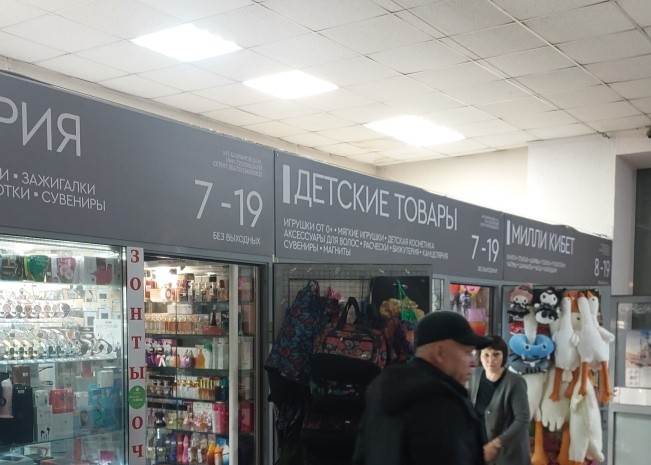 РИЯ
И • ЗАЖИГАЛКИ
ОТКИ • СУВЕНИРЫ
7-19
БЕЗ ВЫХОДНЫХ
ДЕТСКИЕ ТОВАРЫ
ИГРУШКИ ОТ 0+ • МЯГКИЕ ИГРУШКИ • ДЕТСКАЯ КОСМЕТИКА
АКСЕССУАРЫ ДЛЯ ВОЛОС • РАСЧЕСКИ • БИЖУТЕРИЯ • КАНЦЕЛЯРИЯ
СУВЕНИРЫ • МАГНИТЫ
7-19
БЕЗ ВЫХОДНЫХ
МИЛЛИ КИБЕТ
8-19
ЗОНТЫ
ОЧ